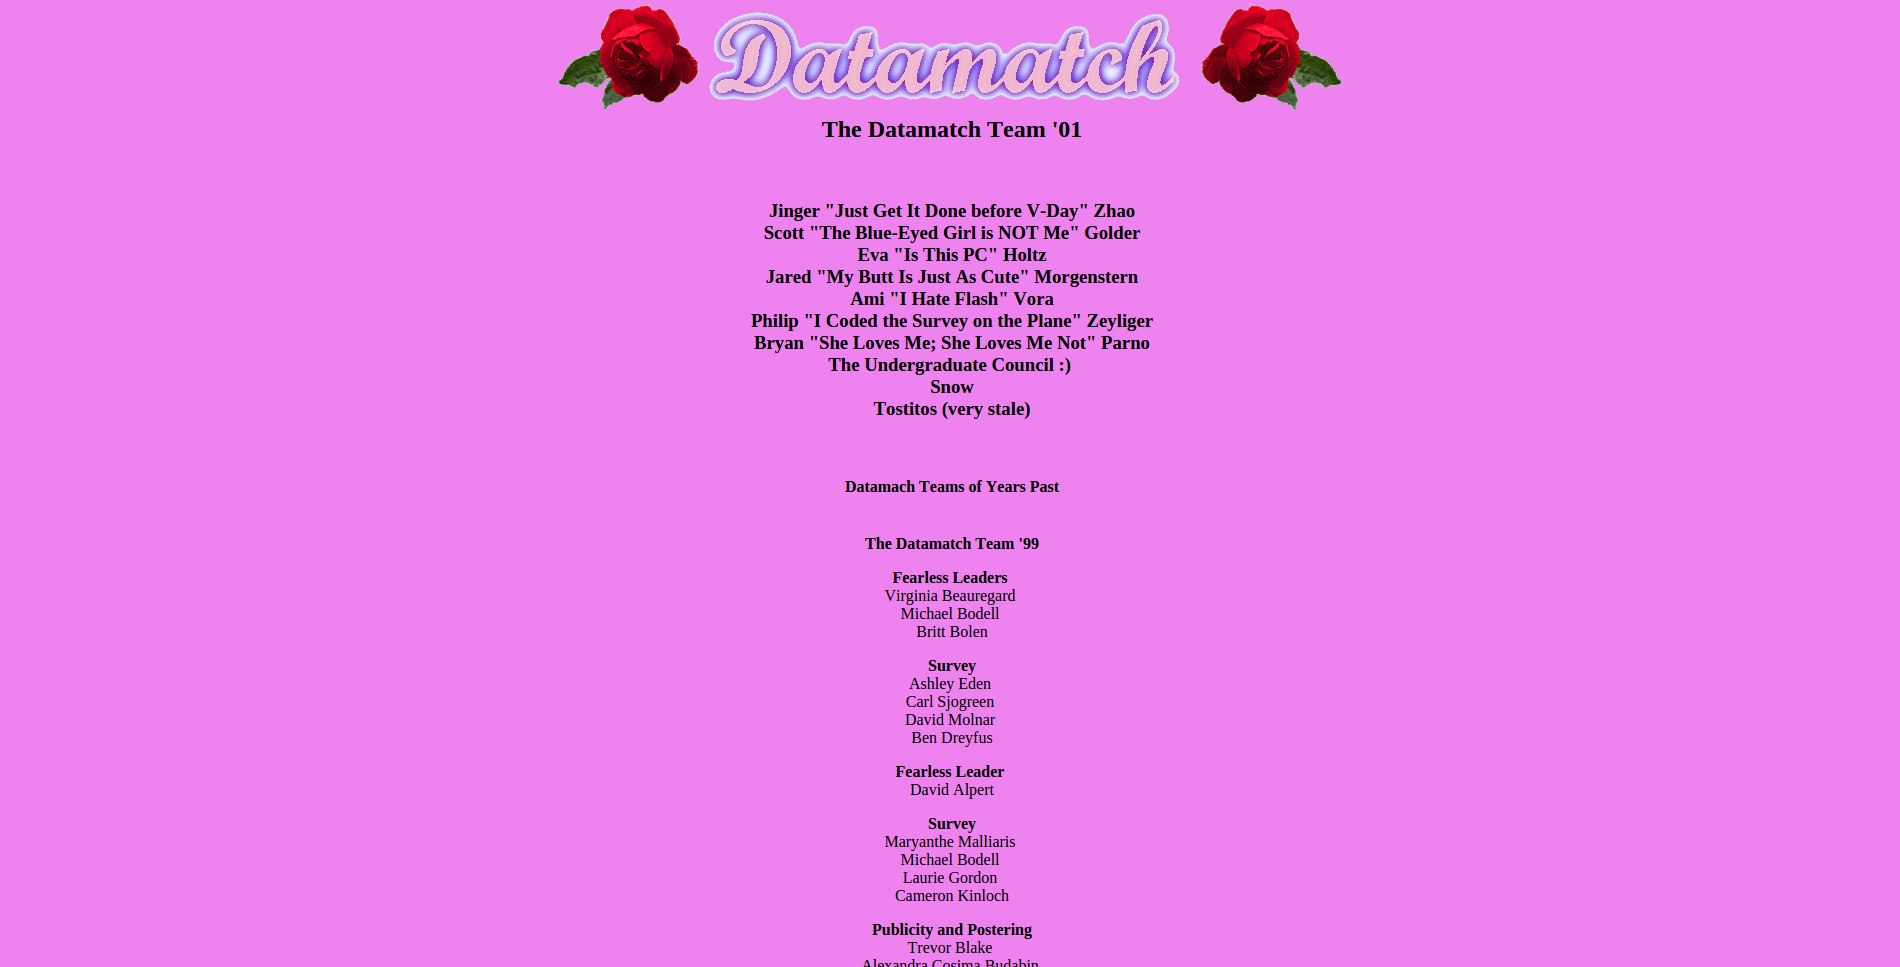 Datamatch
The Datamatch Team '01
Jinger "Just Get It Done before V-Day" Zhao
Scott "The Blue-Eyed Girl is NOT Me" Golder
Eva "Is This PC" Holtz
Jared "My Butt Is Just As Cute" Morgenstern
Ami "I Hate Flash" Vora
Philip "I Coded the Survey on the Plane" Zeyliger
Bryan "She Loves Me; She Loves Me Not" Parno
The Undergraduate Council :)
Snow
Tostitos (very stale)
Datamach Teams of Years Past
The Datamatch Team '99
Fearless Leaders
Virginia Beauregard
Michael Bodell
Britt Bolen
Survey
Ashley Eden
Carl Sjogreen
David Molnar
Ben Dreyfus
Fearless Leader
David Alpert
Survey
Maryanthe Malliaris
Michael Bodell
Laurie Gordon
Cameron Kinloch
Publicity and Postering
Trevor Blake
Alexandra Cosima Budabin